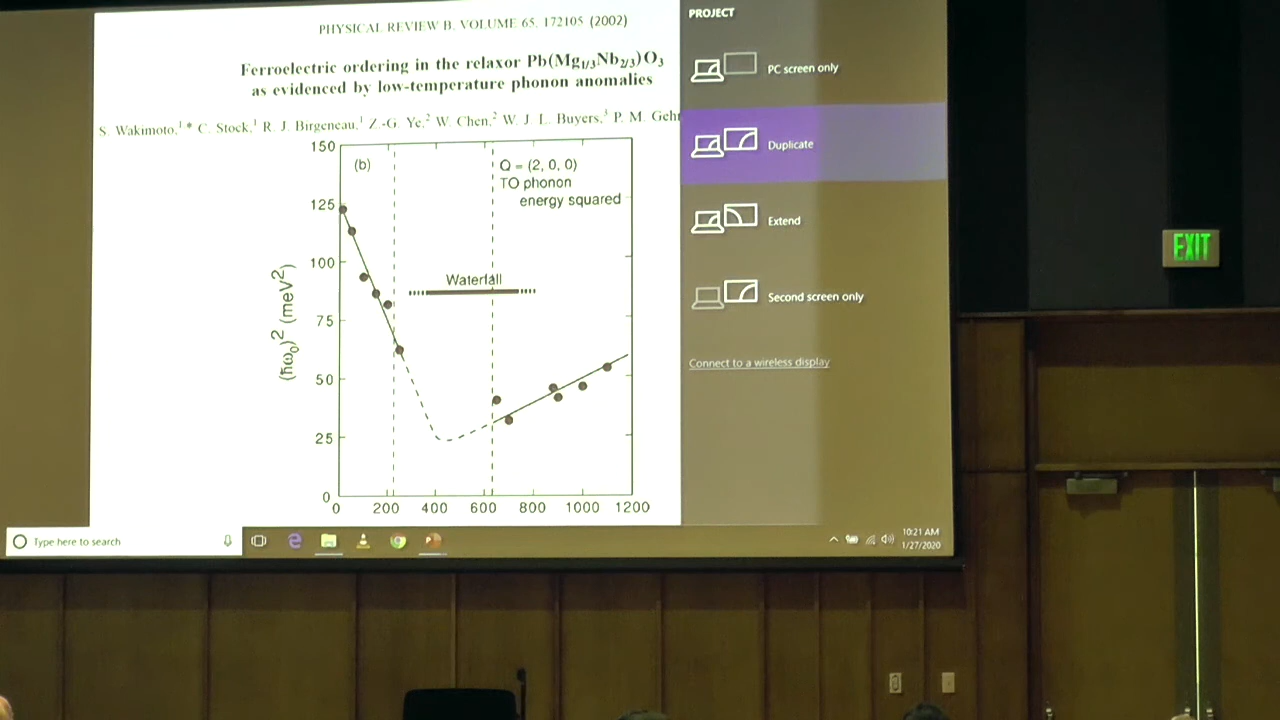 PHYSICAL REVIEW B, VOLUME 65, 172105 (2002)
Ferroelectric ordering in the relaxor Pb(Mg1/3Nb2/3)O3
as evidenced by low-temperature phonon anomalies
S. Wakimoto,1,* C. Stock,1 R. J. Birgeneau,1 Z.-G. Ye,2 W. Chen,2 W. J. L. Buyers,3 P. M. Gehr
150
125
100
75
50
25
0
(ħω0)2 (meV2)
(b)
Q = (2, 0, 0)
TO phonon
energy squared
Waterfall
0 200 400 600 800 1000 1200
PROJECT
PC screen only
Duplicate
Extend
Second screen only
Connect to a wireless display
Type here to search
10:21 AM
1/27/2020
EXIT